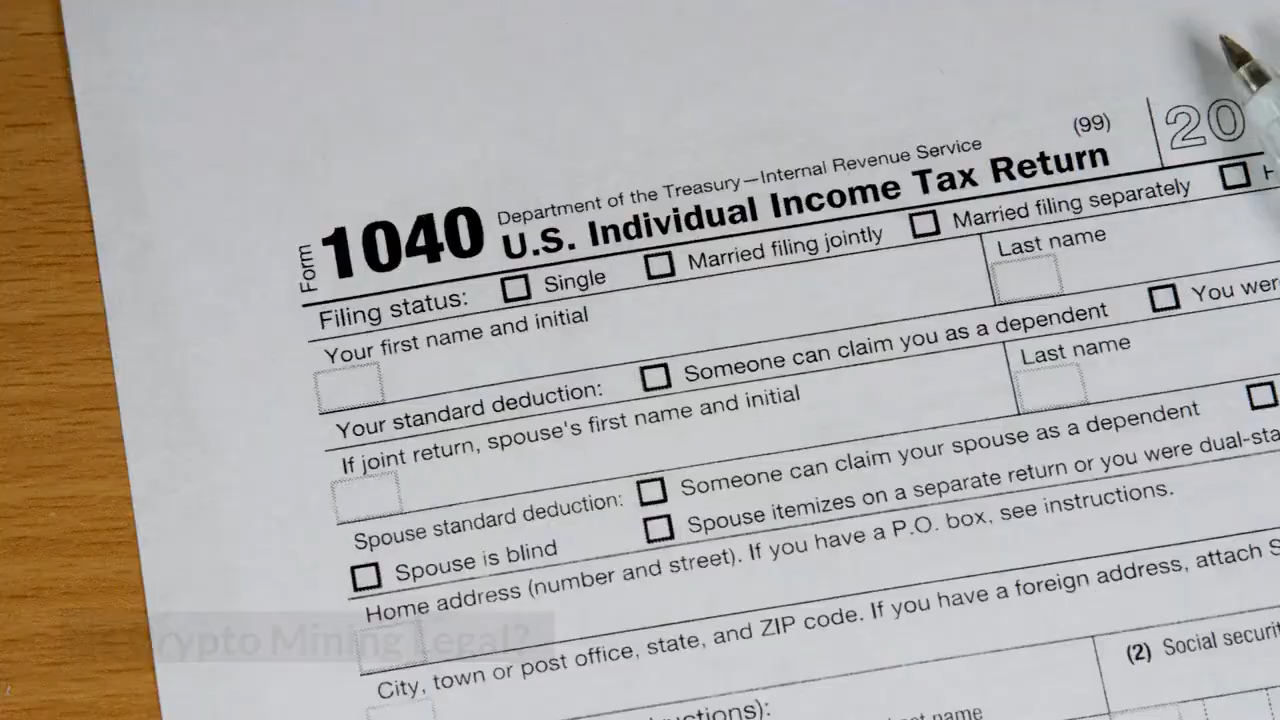 Form 1040 Department of the Treasury—Internal Revenue Service (99)
U.S. Individual Income Tax Return 20
Filing status: Single Married filing jointly Married filing separately H
Your first name and initial Last name
Your standard deduction: Someone can claim you as a dependent You were
If joint return, spouse's first name and initial Last name
Spouse standard deduction: Someone can claim your spouse as a dependent
Spouse is blind Spouse itemizes on a separate return or you were dual-sta
Home address (number and street). If you have a P.O. box, see instructions.
City, town or post office, state, and ZIP code. If you have a foreign address, attach S
(2) Social securit
Crypto Mining Legal?